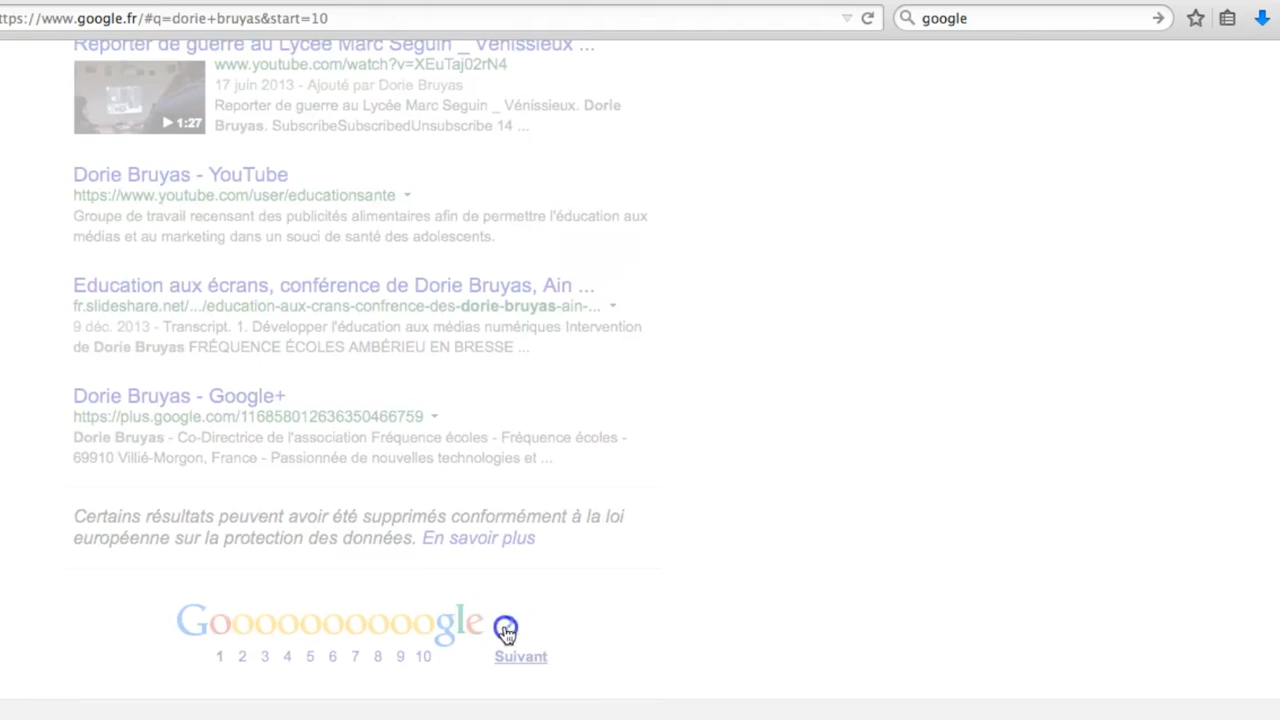 ttps://www.google.fr/#q=dorie+bruyas&start=10
google
Reporter de guerre au Lycée Marc Seguin _ Vénissieux ...
www.youtube.com/watch?v=XEuTaj02rN4
17 juin 2013 - Ajouté par Dorie Bruyas
1:27
Reporter de guerre au Lycée Marc Seguin _ Vénissieux. Dorie
Bruyas. SubscribeSubscribedUnsubscribe 14 ...
Dorie Bruyas - YouTube
https://www.youtube.com/user/educationsante
Groupe de travail recensant des publicités alimentaires afin de permettre l'éducation aux
médias et au marketing dans un souci de santé des adolescents.
Education aux écrans, conférence de Dorie Bruyas, Ain ...
fr.slideshare.net/.../education-aux-crans-confrence-des-dorie-bruyas-ain-...
9 déc. 2013 - Transcript. 1. Développer l'éducation aux médias numériques Intervention
de Dorie Bruyas FRÉQUENCE ÉCOLES AMBÉRIEU EN BRESSE ...
Dorie Bruyas - Google+
https://plus.google.com/116858012636350466759
Dorie Bruyas - Co-Directrice de l'association Fréquence écoles - Fréquence écoles -
69910 Villié-Morgon, France - Passionnée de nouvelles technologies et ...
Certains résultats peuvent avoir été supprimés conformément à la loi
européenne sur la protection des données. En savoir plus
Goooooooooogle
1 2 3 4 5 6 7 8 9 10 Suivant